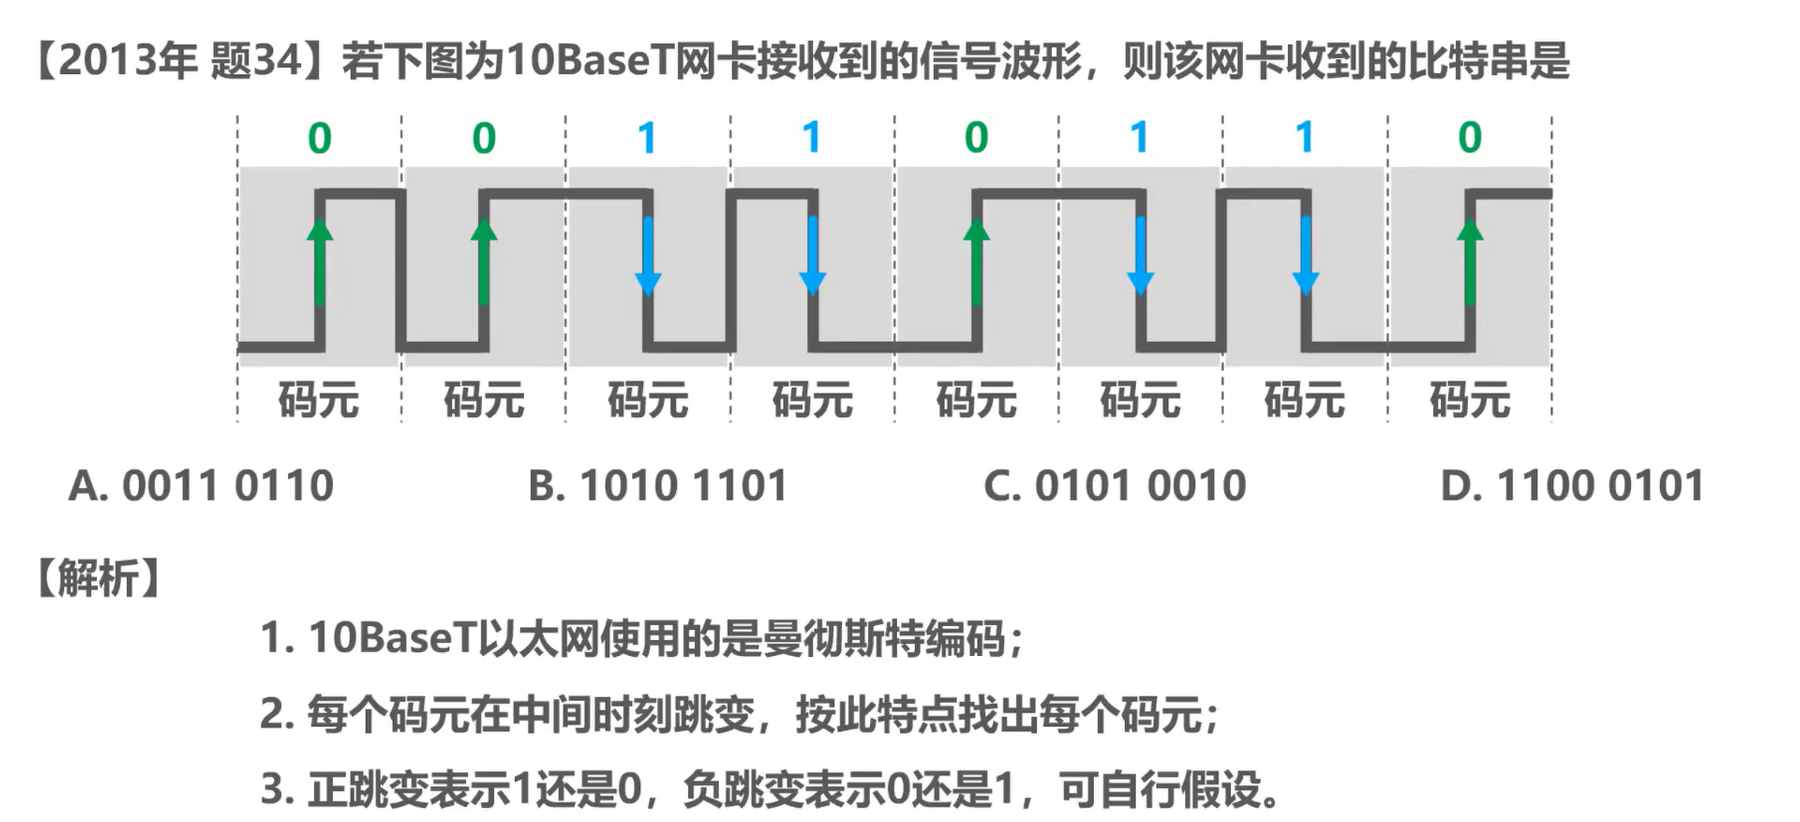 【2013年 题34】若下图为10BaseT网卡接收到的信号波形，则该网卡收到的比特串是
0 0 1 1 0 1 1 0
码元 码元 码元 码元 码元 码元 码元 码元
A. 0011 0110 B. 1010 1101 C. 0101 0010 D. 1100 0101
【解析】
1. 10BaseT以太网使用的是曼彻斯特编码；
2. 每个码元在中间时刻跳变，按此特点找出每个码元；
3. 正跳变表示1还是0，负跳变表示0还是1，可自行假设。